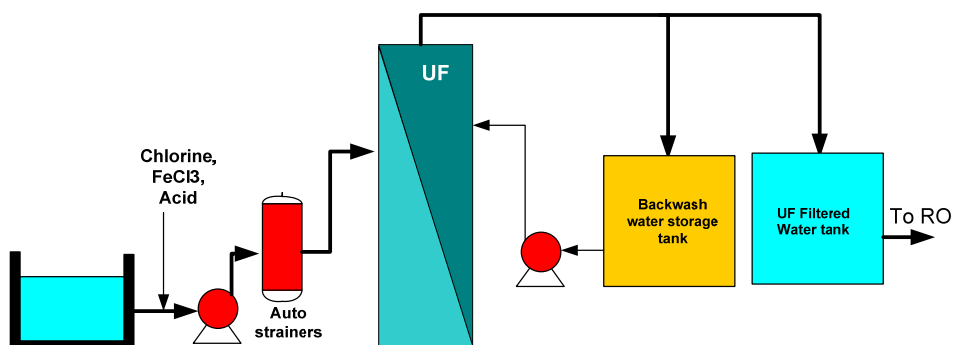 UF
Chlorine,
FeCl3,
Acid
Auto
strainers
Backwash
water storage
tank
UF Filtered
Water tank
To RO